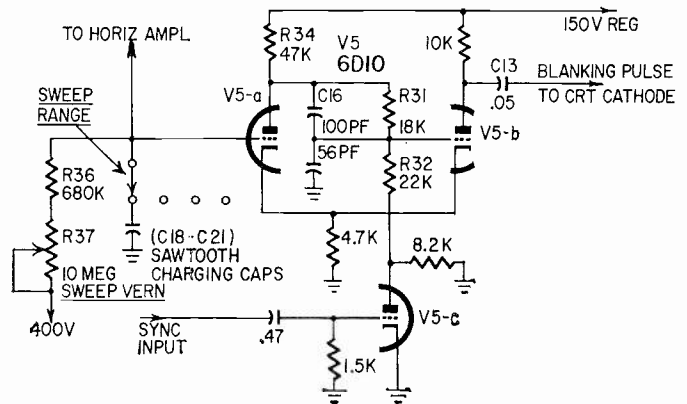 TO HORIZ AMPL
R34
47K
V5
6D10
10K
150V REG
C13
.05
BLANKING PULSE
TO CRT CATHODE
SWEEP
RANGE
V5-a
C16
100PF
56PF
R31
18K
V5-b
R32
22K
R36
680K
R37
10 MEG
SWEEP VERN
400V
(C18-C21)
SAWTOOTH
CHARGING CAPS
4.7K
8.2K
SYNC
INPUT
.47
1.5K
V5-c